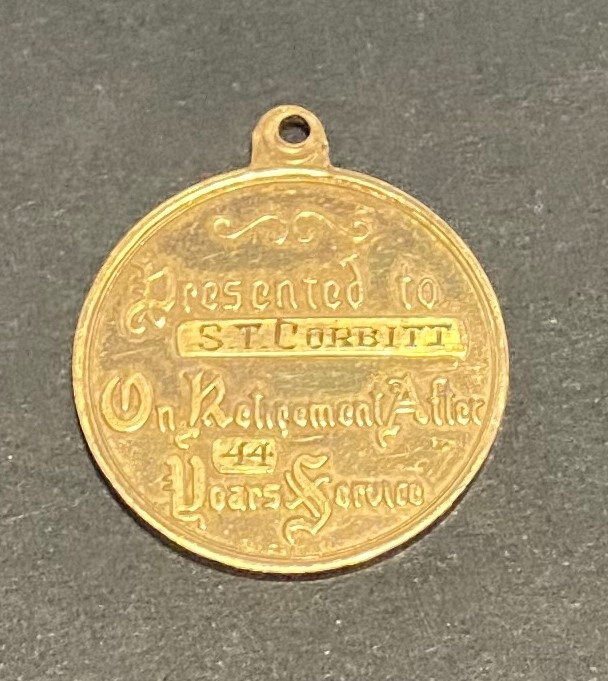 Presented to
S.T. CORBITT
On Retirement After
44
Years Service